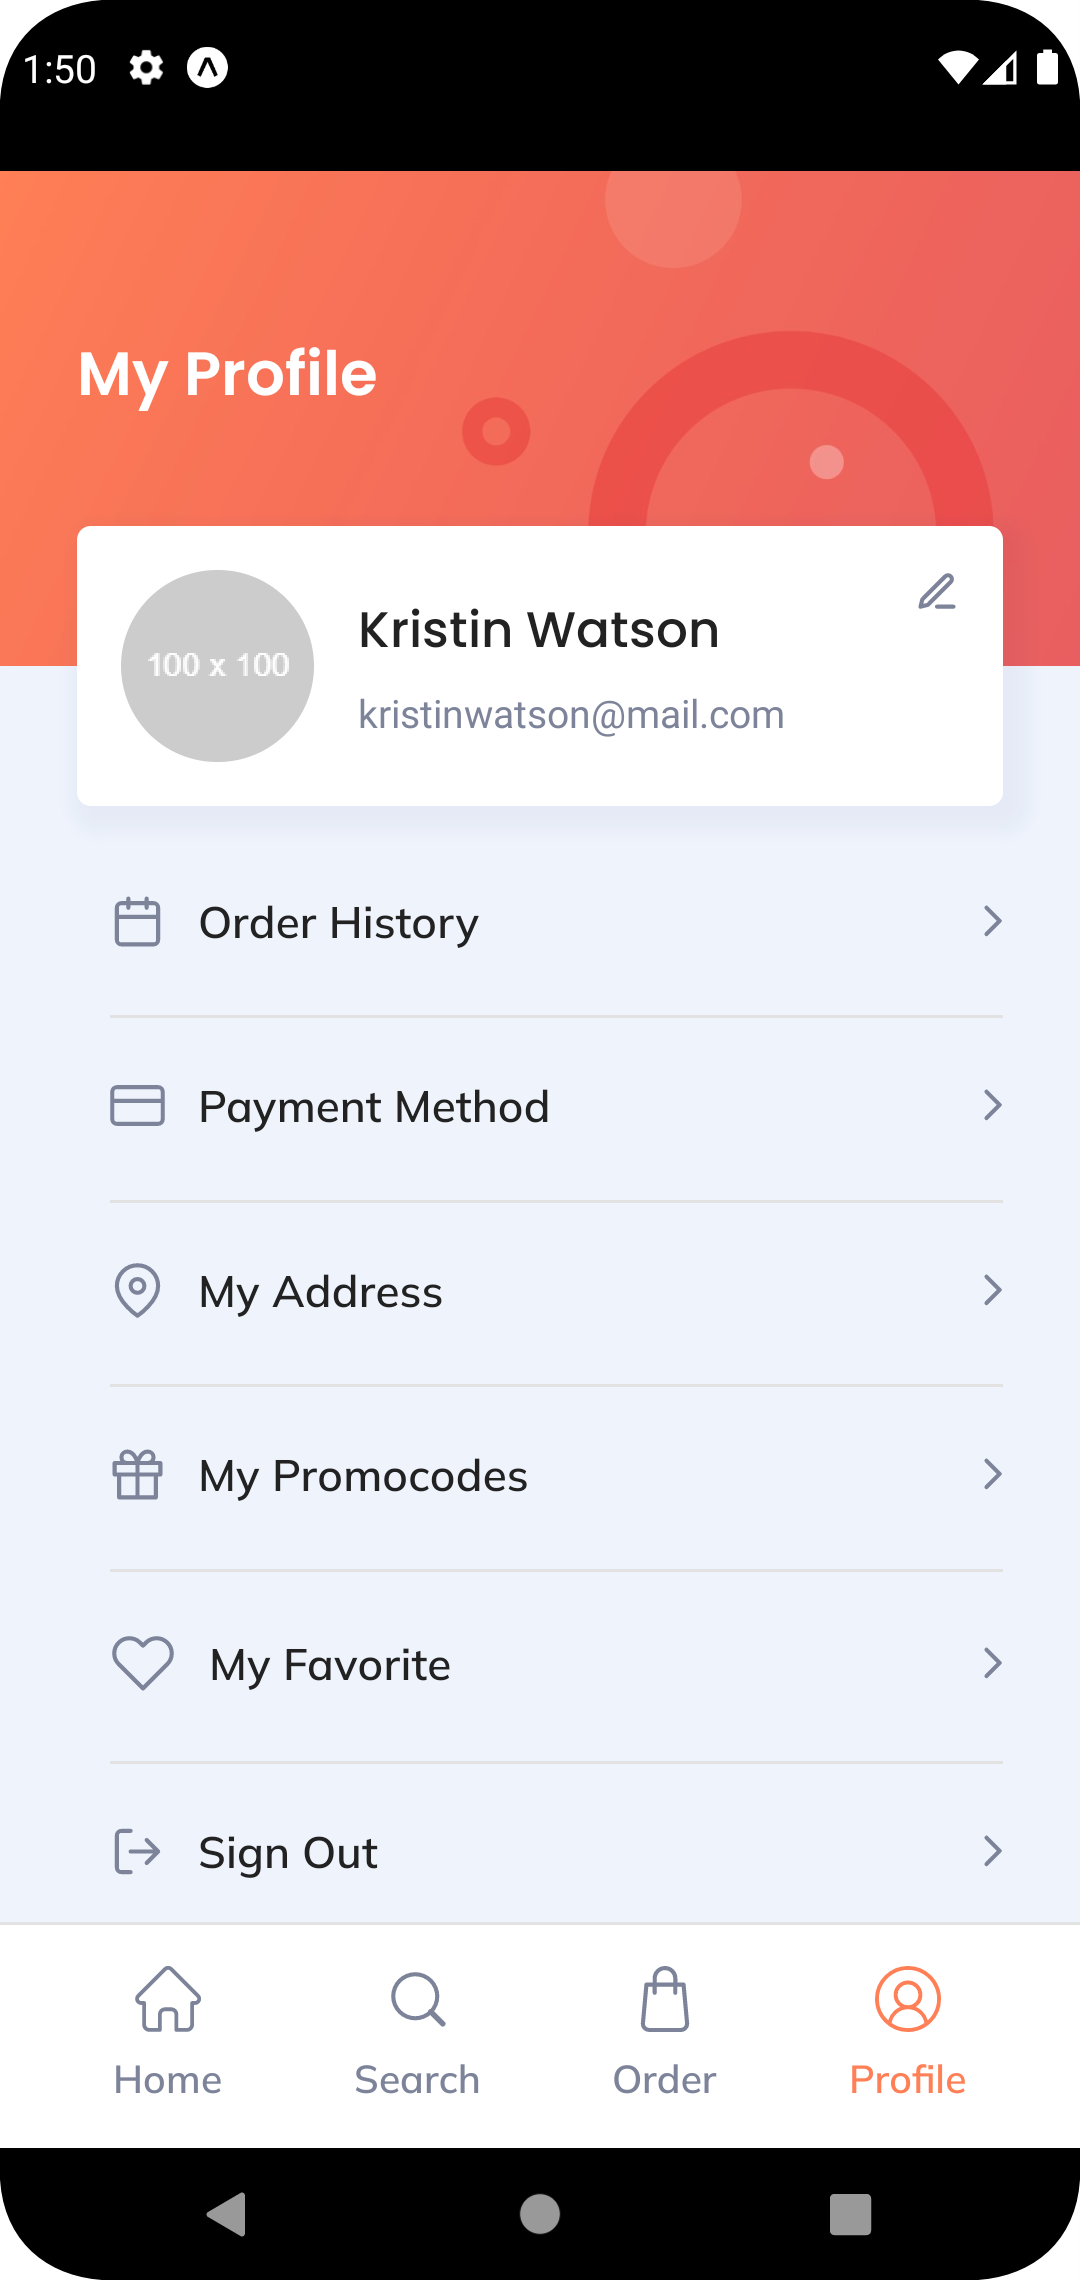 1:50
My Profile
100 x 100
Kristin Watson
kristinwatson@mail.com
Order History
Payment Method
My Address
My Promocodes
My Favorite
Sign Out
Home Search Order Profile